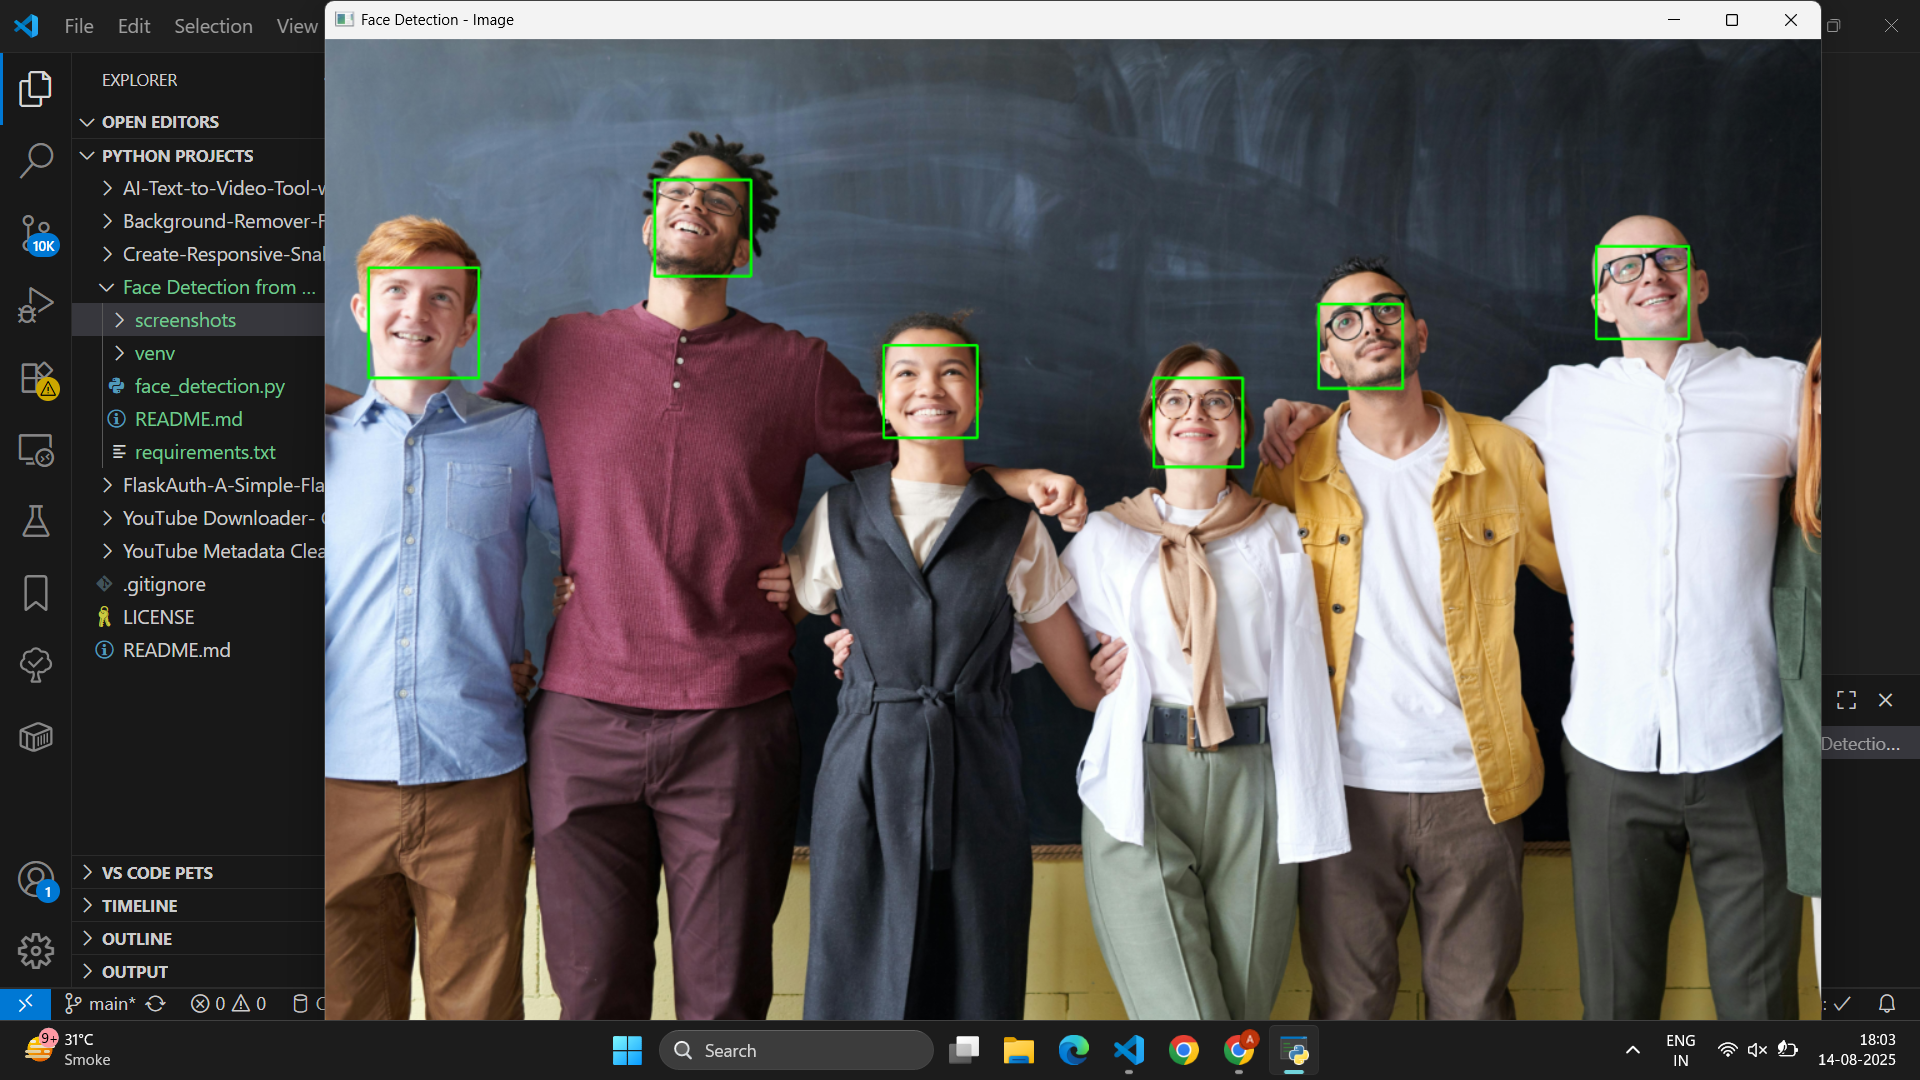 File Edit Selection View
Face Detection - Image
EXPLORER
OPEN EDITORS
PYTHON PROJECTS
AI-Text-to-Video-Tool-w
Background-Remover-F
Create-Responsive-Snal
Face Detection from ...
screenshots
venv
face_detection.py
README.md
requirements.txt
FlaskAuth-A-Simple-Fla
YouTube Downloader-
YouTube Metadata Clea
.gitignore
LICENSE
README.md
10K
Detectio...
1
VS CODE PETS
TIMELINE
OUTLINE
OUTPUT
main* 0 0
9+
31°C
Smoke
Search
A
ENG
IN
18:03
14-08-2025